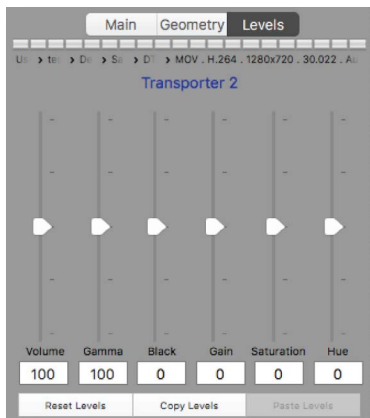 Main Geometry Levels
MOV . H.264 . 1280x720 . 30.022 .
Transporter 2
Volume Gamma Black Gain Saturation Hue
100 100 0 0 0 0
Reset Levels Copy Levels Paste Levels